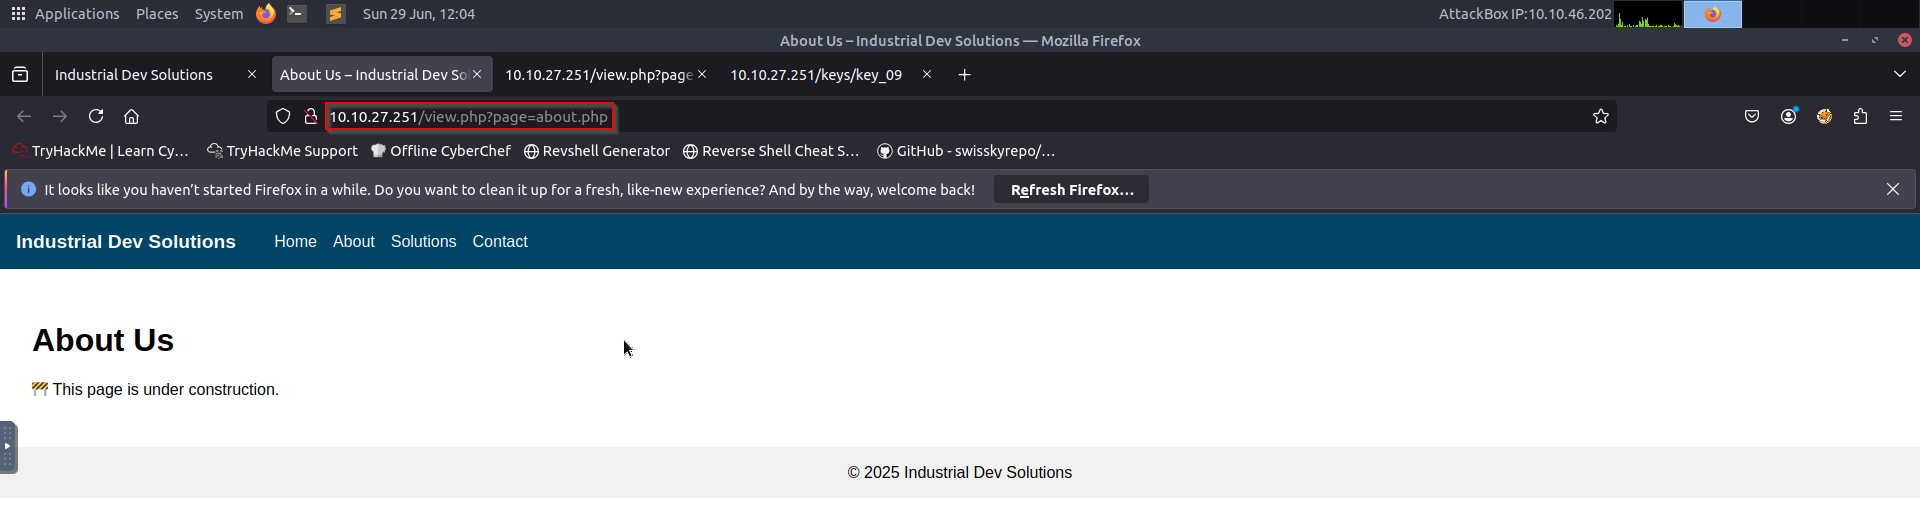 Applications Places System Sun 29 Jun, 12:04 AttackBox IP:10.10.46.202
About Us – Industrial Dev Solutions — Mozilla Firefox
Industrial Dev Solutions About Us – Industrial Dev So 10.10.27.251/view.php?page 10.10.27.251/keys/key_09
10.10.27.251/view.php?page=about.php
TryHackMe | Learn Cy… TryHackMe Support Offline CyberChef Revshell Generator Reverse Shell Cheat S… GitHub - swisskyrepo/…
It looks like you haven’t started Firefox in a while. Do you want to clean it up for a fresh, like-new experience? And by the way, welcome back! Refresh Firefox…
Industrial Dev Solutions Home About Solutions Contact
About Us
🚧 This page is under construction.
© 2025 Industrial Dev Solutions